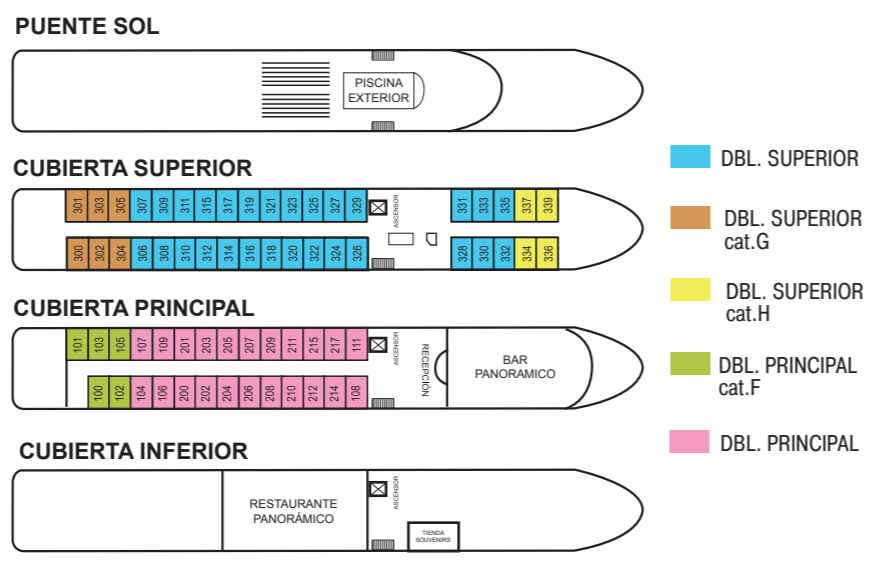 PUENTE SOL
PISCINA
EXTERIOR
CUBIERTA SUPERIOR
301 303 305 307 309 311 315 317 319 321 323 325 327 329
ASCENSOR
331 333 335 337 339
300 302 304 306 308 310 312 314 316 318 320 322 324 326
328 330 332 334 336
CUBIERTA PRINCIPAL
101 103 105 107 109 201 203 205 207 209 211 215 217 111
ASCENSOR
RECEPCIÓN
BAR
PANORAMICO
100 102 104 106 200 202 204 206 208 210 212 214 108
CUBIERTA INFERIOR
RESTAURANTE
PANORÁMICO
ASCENSOR
TIENDA
SOUVENIRS
DBL. SUPERIOR
DBL. SUPERIOR
cat.G
DBL. SUPERIOR
cat.H
DBL. PRINCIPAL
cat.F
DBL. PRINCIPAL